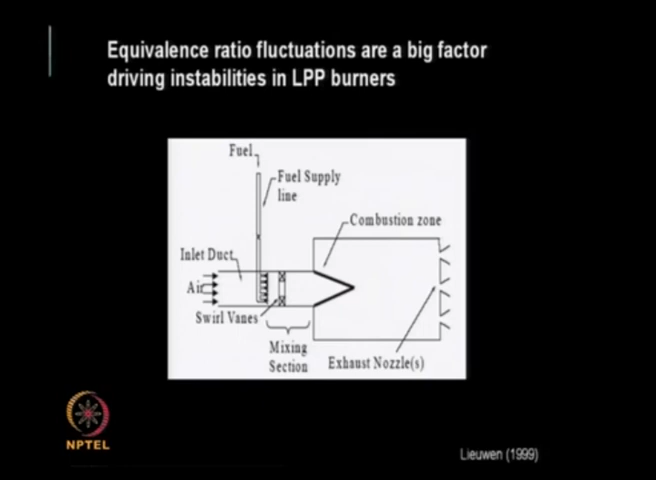 Equivalence ratio fluctuations are a big factor
driving instabilities in LPP burners
Fuel
Fuel Supply
line
Combustion zone
Inlet Duct
Air
Swirl Vanes
Mixing
Section
Exhaust Nozzle(s)
NPTEL
Lieuwen (1999)